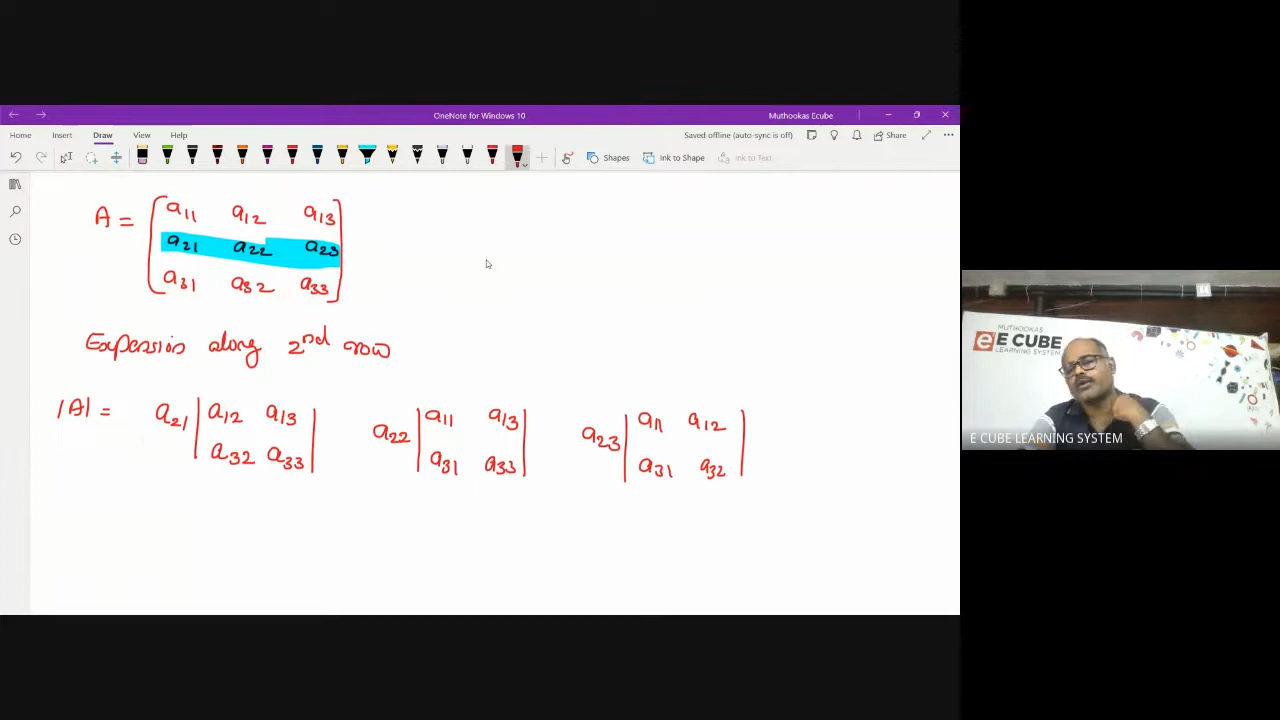 OneNote for Windows 10
Muthookas Ecube
Home Insert Draw View Help
Saved offline (auto-sync is off)
Share
Shapes
Ink to Shape
Ink to Text
A = a11 a12 a13
a21 a22 a23
a31 a32 a33
Expension along 2nd row
|A| = a21 | a12 a13 | a22 | a11 a13 | a23 | a11 a12 |
| a32 a33 | | a31 a33 | | a31 a32 |
MUTHOOKAS
e E CUBE
LEARNING SYSTEM
E CUBE LEARNING SYSTEM